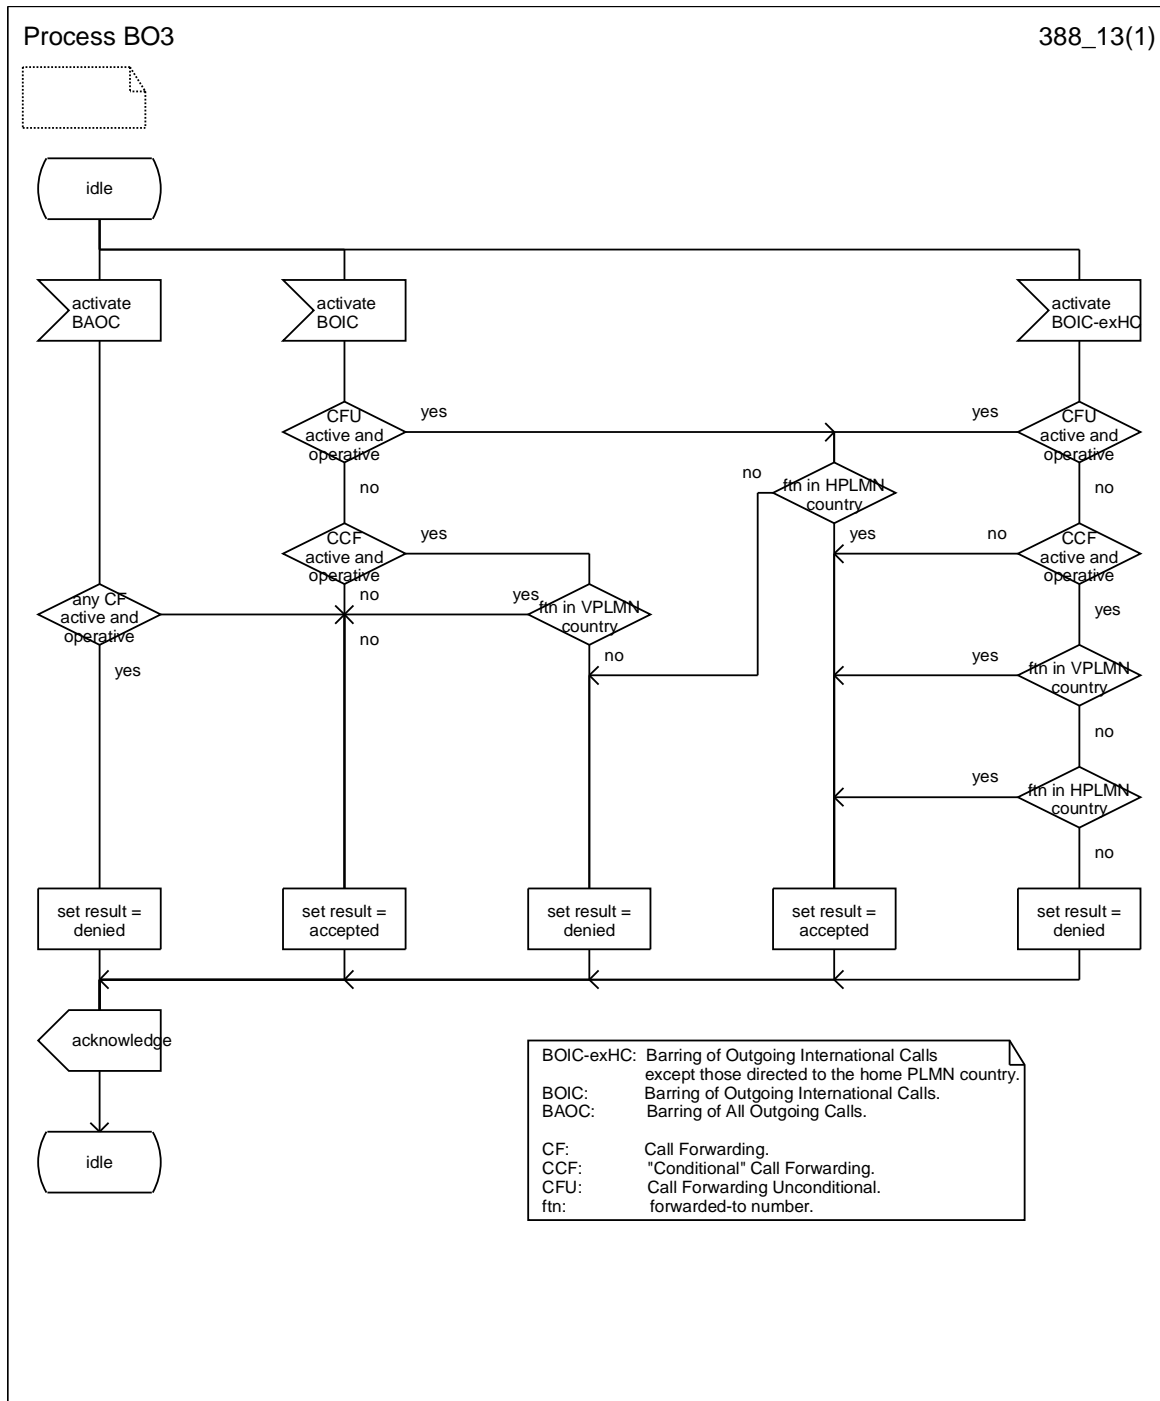 Process BO3
388_13(1)
idle
activate
BAOC
activate
BOIC
activate
BOIC-exHC
CFU
active and
operative
yes
yes
CFU
active and
operative
no
no
ftn in HPLMN
country
no
yes
CCF
active and
operative
yes
no
CCF
active and
operative
any CF
active and
operative
no
no
yes
ftn in VPLMN
country
yes
yes
no
yes
ftn in VPLMN
country
no
yes
ftn in HPLMN
country
no
set result =
denied
set result =
accepted
set result =
denied
set result =
accepted
set result =
denied
acknowledge
idle
BOIC-exHC: Barring of Outgoing International Calls
except those directed to the home PLMN country.
BOIC: Barring of Outgoing International Calls.
BAOC: Barring of All Outgoing Calls.
CF: Call Forwarding.
CCF: "Conditional" Call Forwarding.
CFU: Call Forwarding Unconditional.
ftn: forwarded-to number.